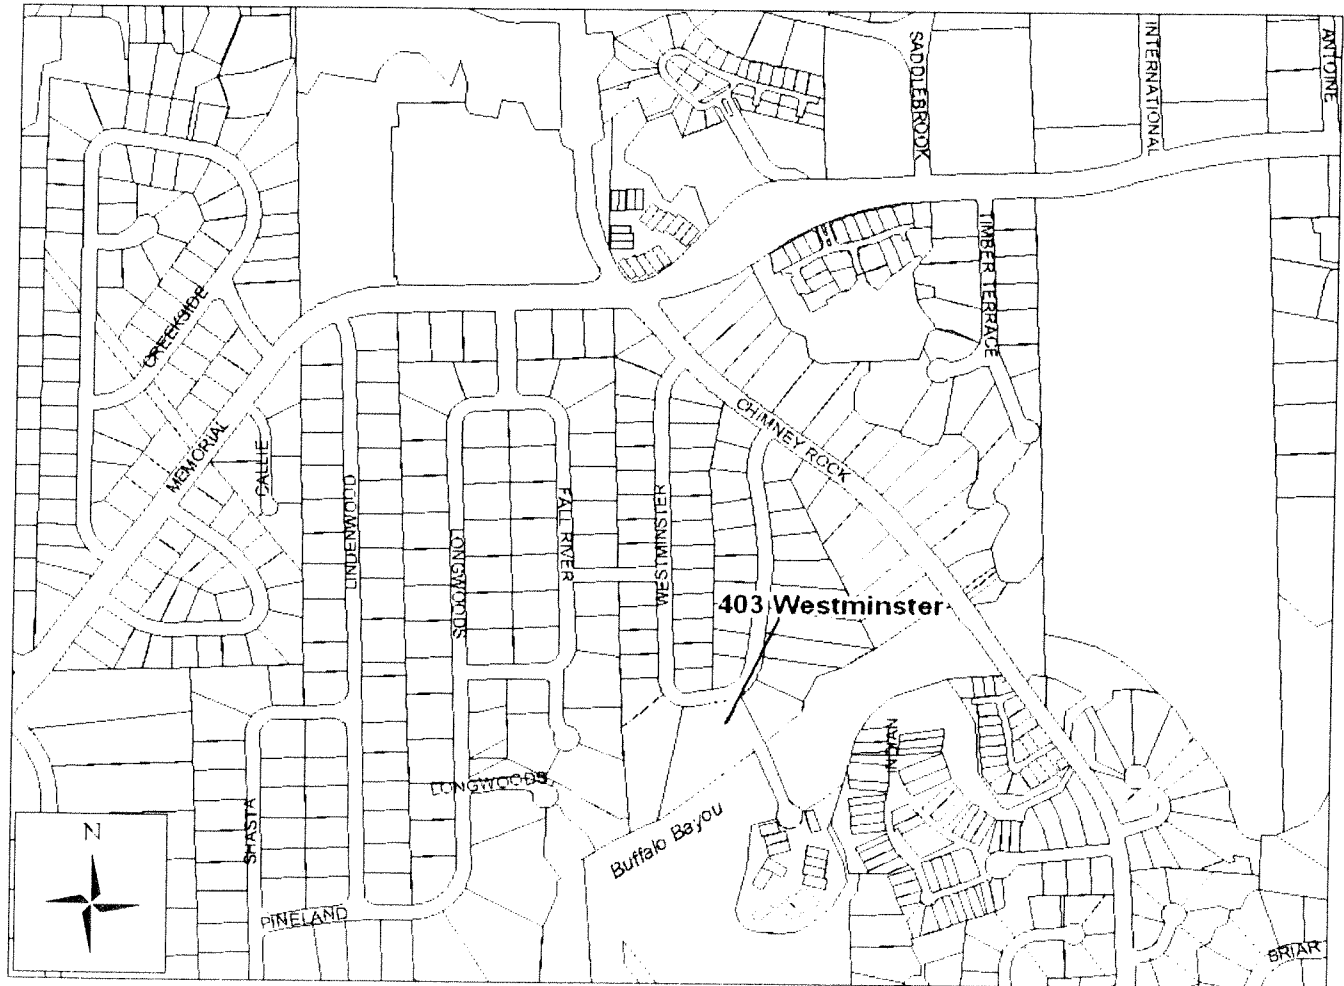 SADDLEBROOK
INTERNATIONAL
ANTOINE
TIMBER TERRACE
CREEKSIDE
MEMORIAL
CALLIE
LINDENWOOD
LONGWOODS
FALL RIVER
WESTMINSTER
CHIMNEY ROCK
403 Westminster
INDIAN
LONGWOODS
SHASTA
Buffalo Bayou
N
PINELAND
BRIAR